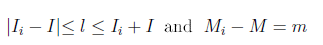 |I_i − I| ≤ l ≤ I_i + I and M_i − M = m